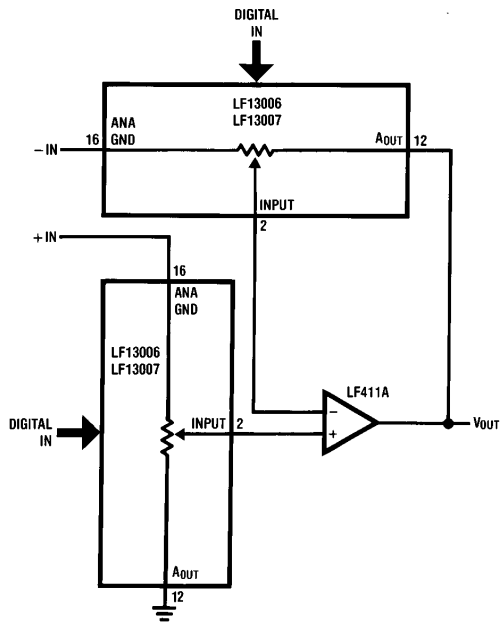 DIGITAL
IN
LF13006
LF13007
ANA
GND
16
−IN
AOUT
12
INPUT
2
+IN
16
ANA
GND
LF13006
LF13007
DIGITAL
IN
INPUT
2
LF411A
−
+
VOUT
AOUT
12